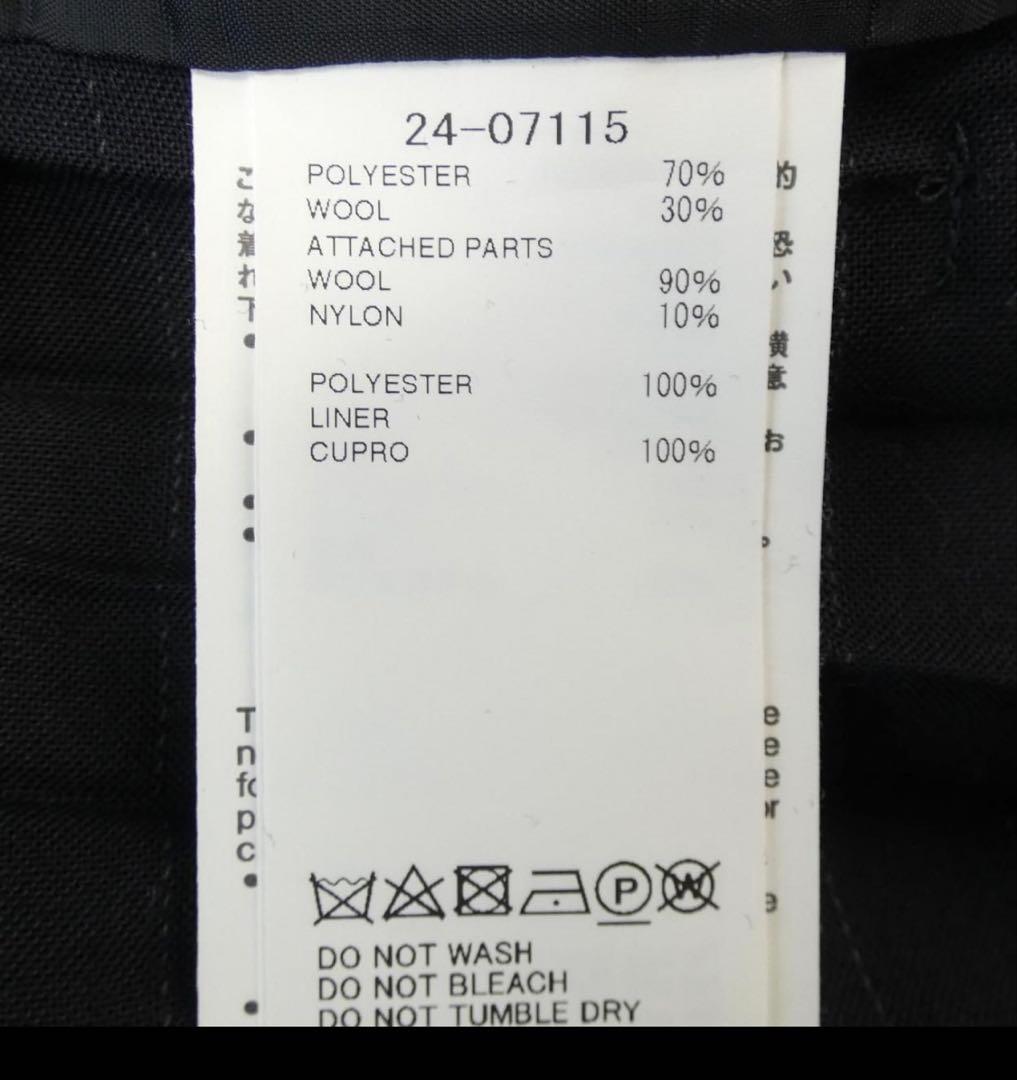 24-07115
POLYESTER 70%
WOOL 30%
ATTACHED PARTS
WOOL 90%
NYLON 10%
POLYESTER 100%
LINER
CUPRO 100%
P
W
DO NOT WASH
DO NOT BLEACH
DO NOT TUMBLE DRY